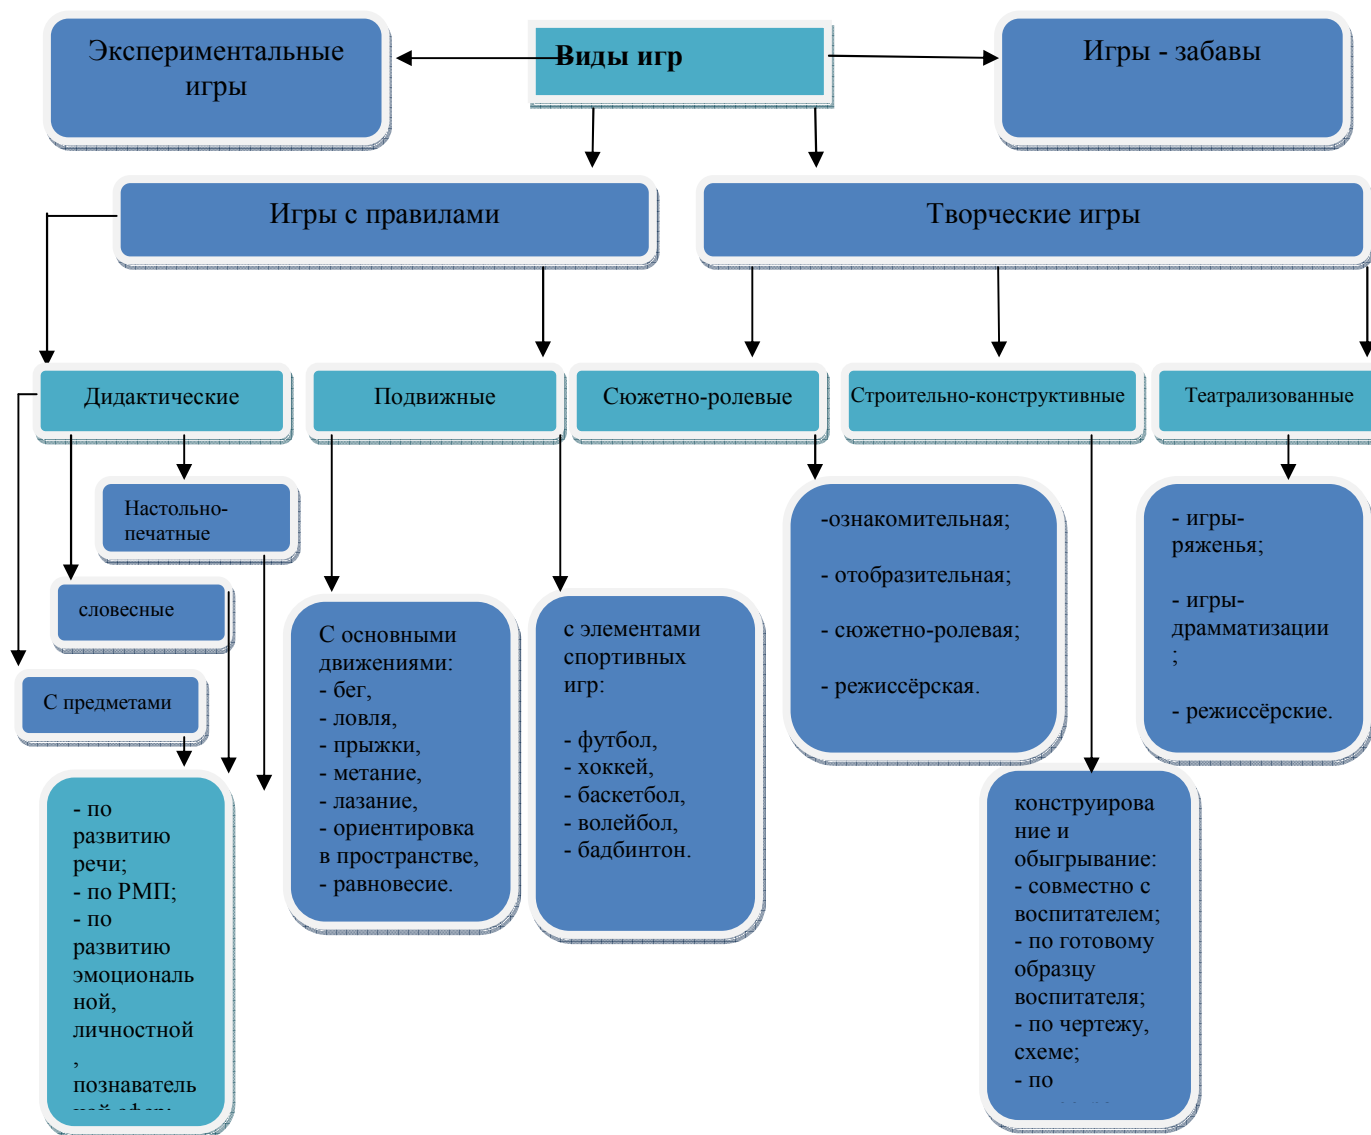 Экспериментальные
игры
Виды игр
Игры - забавы
Игры с правилами
Творческие игры
Дидактические
Подвижные
Сюжетно-ролевые
Строительно-конструктивные
Театрализованные
Настольно-
печатные
словесные
С предметами
- по
развитию
речи;
- по РМП;
- по
развитию
эмоциональ
ной,
личностной
,
познаватель
С основными
движениями:
- бег,
- ловля,
- прыжки,
- метание,
- лазание,
- ориентировка
в пространстве,
- равновесие.
с элементами
спортивных
игр:
- футбол,
- хоккей,
- баскетбол,
- волейбол,
- бадбинтон.
-ознакомительная;
- отобразительная;
- сюжетно-ролевая;
- режиссёрская.
конструирова
ние и
обыгрывание:
- совместно с
воспитателем;
- по готовому
образцу
воспитателя;
- по чертежу,
схеме;
- по
- игры-
ряженья;
- игры-
драмматизации
;
- режиссёрские.